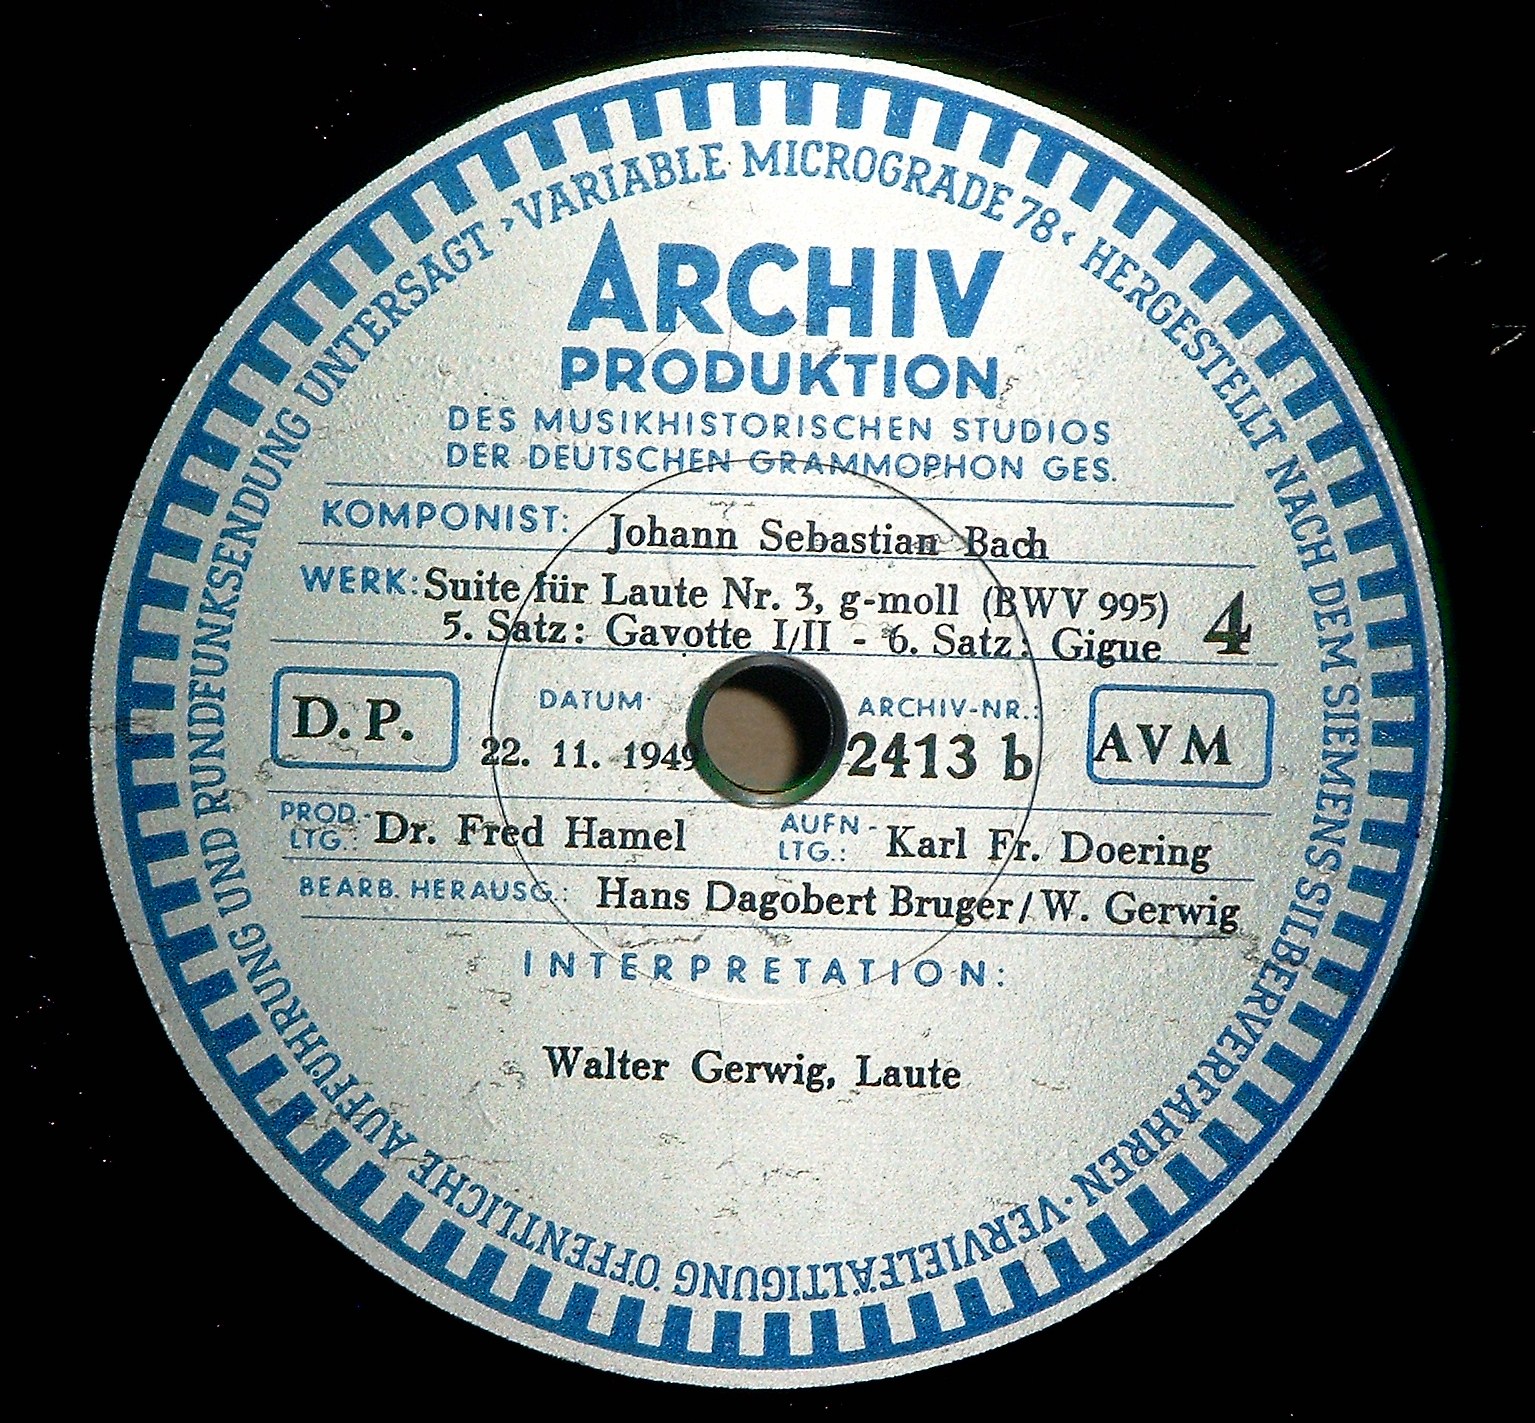 ›VARIABLE MICROGRADE 78‹ HERGESTELLT NACH DEM SIEMENS SILBERVERFAHREN · VERVIELFÄLTIGUNG ÖFFENTLICHE AUFFÜHRUNG UND RUNDFUNKSENDUNG UNTERSAGT
ARCHIV
PRODUKTION
DES MUSIKHISTORISCHEN STUDIOS
DER DEUTSCHEN GRAMMOPHON GES.
KOMPONIST: Johann Sebastian Bach
WERK: Suite für Laute Nr. 3, g-moll (BWV 995)
5. Satz: Gavotte I/II - 6. Satz: Gigue 4
D. P. DATUM· ARCHIV-NR.: AVM
22. 11. 1949 2413 b
PROD.-LTG.: Dr. Fred Hamel AUFN-LTG.: Karl Fr. Doering
BEARB. HERAUSG.: Hans Dagobert Bruger/W. Gerwig
INTERPRETATION:
Walter Gerwig, Laute